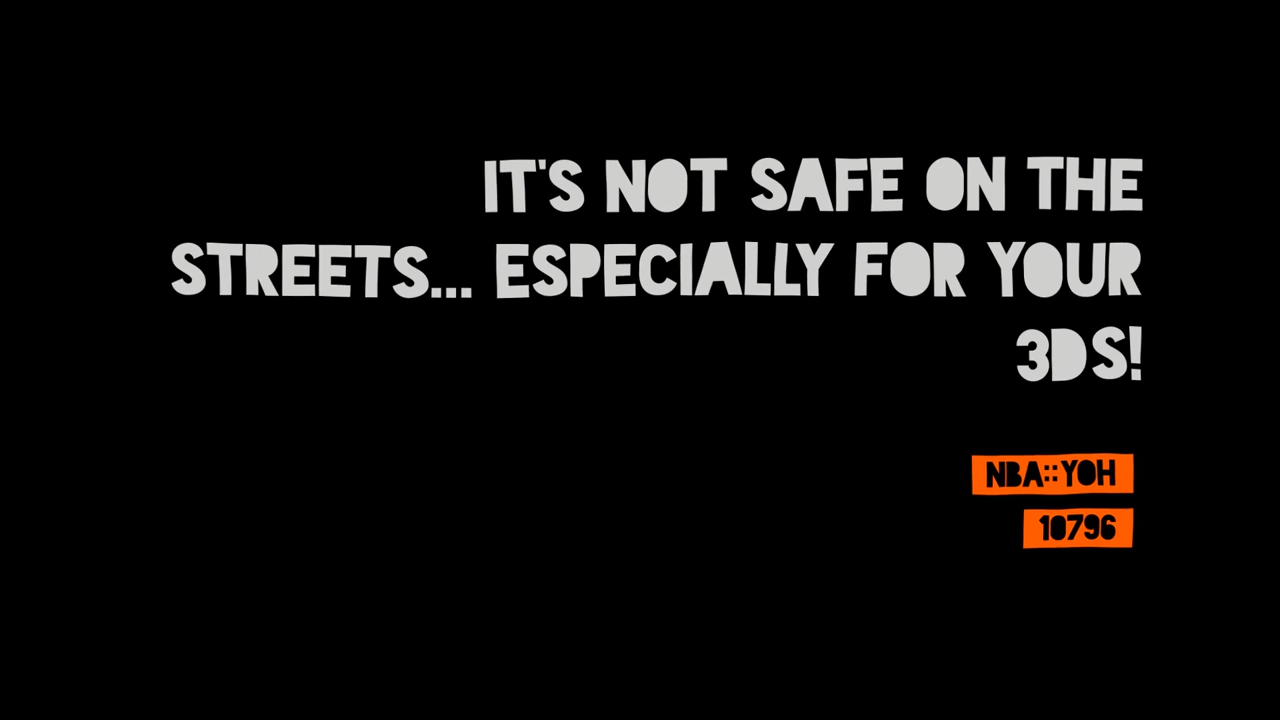 IT'S NOT SAFE ON THE
STREETS... ESPECIALLY FOR YOUR
3DS!
NBA::YOH
10796